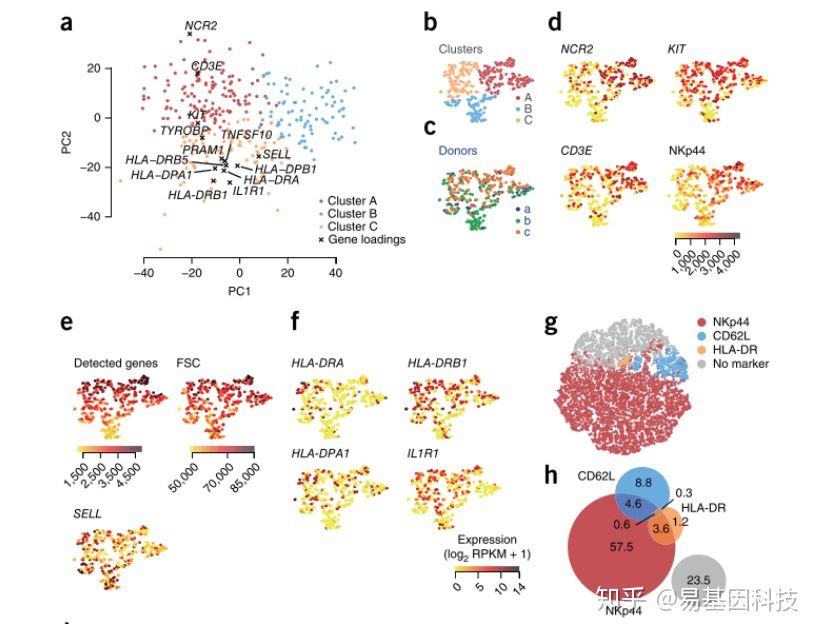 a
NCR2
CD3E
KIT
TYROBP
TNFSF10
PRAM1
SELL
HLA−DRB5
HLA−DPB1
HLA−DPA1
HLA−DRA
HLA−DRB1
IL1R1
20
0
−20
−40
PC2
Cluster A
Cluster B
Cluster C
Gene loadings
−40
−20
0
20
40
PC1
b
Clusters
A
B
C
c
Donors
a
b
c
d
NCR2
KIT
CD3E
NKp44
0
1,000
2,000
3,000
4,000
e
Detected genes
FSC
1,500
2,500
3,500
4,500
50,000
70,000
85,000
SELL
f
HLA-DRA
HLA-DRB1
HLA-DPA1
IL1R1
Expression
(log2 RPKM + 1)
0
5
10
14
g
NKp44
CD62L
HLA-DR
No marker
h
CD62L
8.8
4.6
0.3
HLA-DR
0.6
3.6
1.2
57.5
23.5
NKp44
知乎 @易基因科技